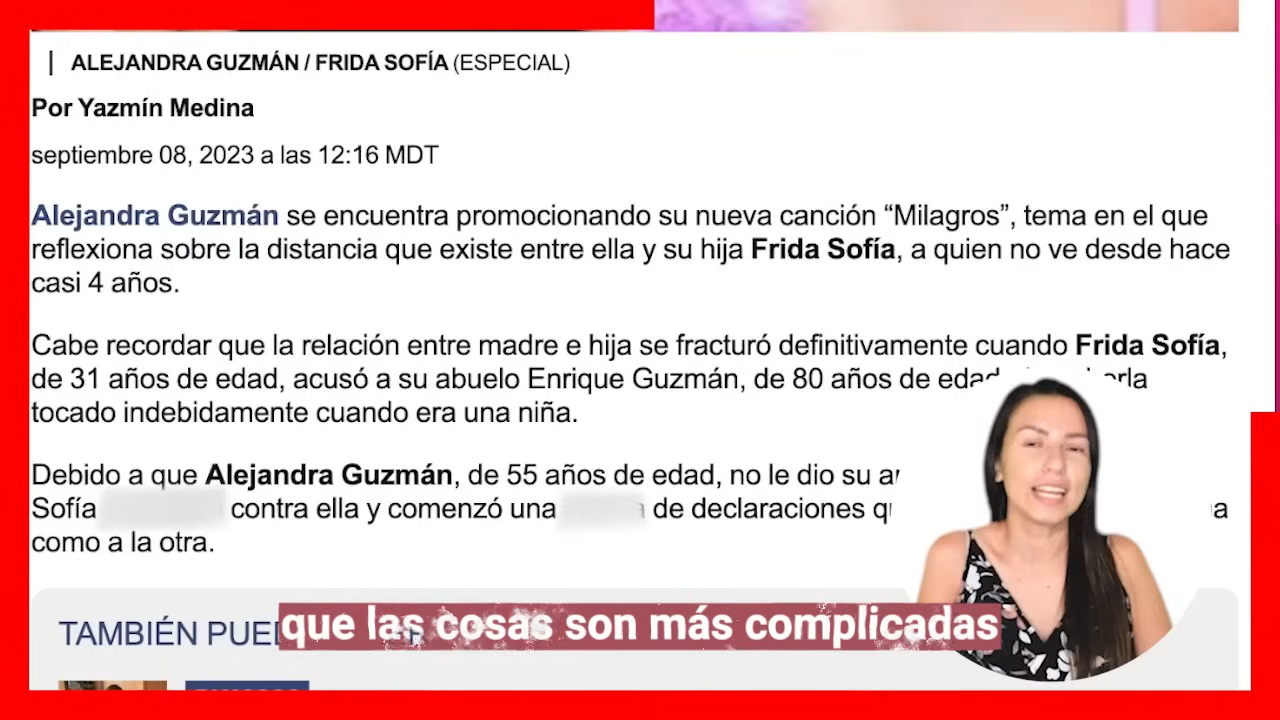 | ALEJANDRA GUZMÁN / FRIDA SOFÍA (ESPECIAL)
Por Yazmín Medina
septiembre 08, 2023 a las 12:16 MDT
Alejandra Guzmán se encuentra promocionando su nueva canción “Milagros”, tema en el que
reflexiona sobre la distancia que existe entre ella y su hija Frida Sofía, a quien no ve desde hace
casi 4 años.
Cabe recordar que la relación entre madre e hija se fracturó definitivamente cuando Frida Sofía,
de 31 años de edad, acusó a su abuelo Enrique Guzmán, de 80 años de edad
tocado indebidamente cuando era una niña.
Debido a que Alejandra Guzmán, de 55 años de edad, no le dio su
Sofía contra ella y comenzó una de declaraciones
como a la otra.
TAMBIÉN
que las cosas son más complicadas